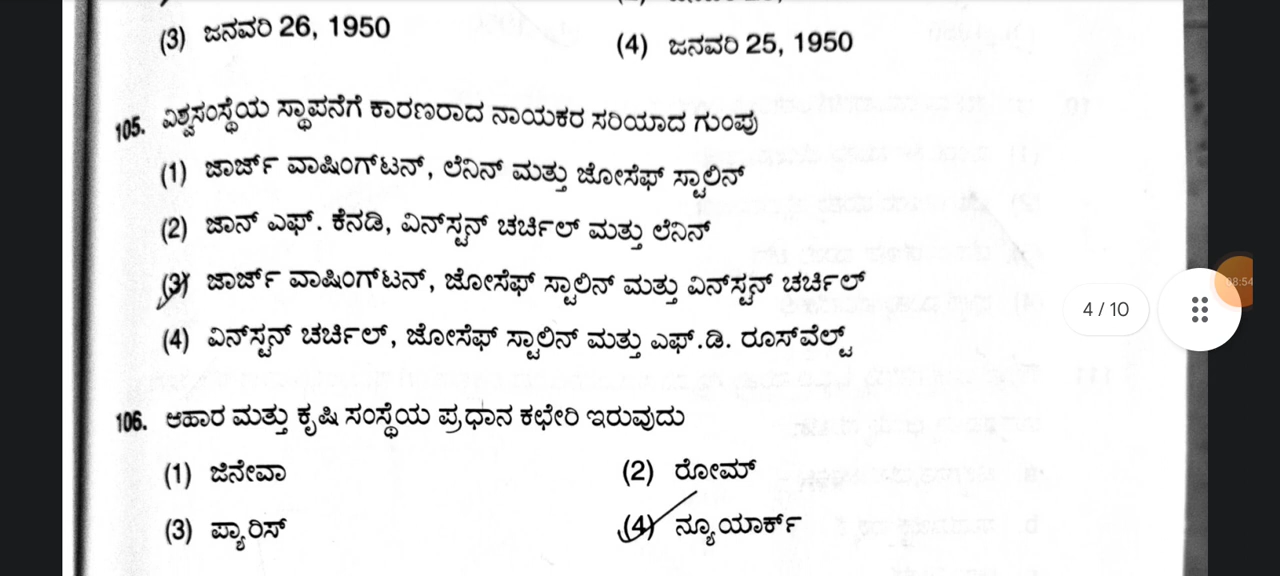 (3) ಜನವರಿ 26, 1950
(4) ಜನವರಿ 25, 1950
105. ವಿಶ್ವಸಂಸ್ಥೆಯ ಸ್ಥಾಪನೆಗೆ ಕಾರಣರಾದ ನಾಯಕರ ಸರಿಯಾದ ಗುಂಪು
(1) ಜಾರ್ಜ್ ವಾಷಿಂಗ್‌ಟನ್, ಲೆನಿನ್ ಮತ್ತು ಜೋಸೆಫ್ ಸ್ಟಾಲಿನ್
(2) ಜಾನ್ ಎಫ್. ಕೆನಡಿ, ವಿನ್‌ಸ್ಟನ್ ಚರ್ಚಿಲ್ ಮತ್ತು ಲೆನಿನ್
(3) ಜಾರ್ಜ್ ವಾಷಿಂಗ್‌ಟನ್, ಜೋಸೆಫ್ ಸ್ಟಾಲಿನ್ ಮತ್ತು ವಿನ್‌ಸ್ಟನ್ ಚರ್ಚಿಲ್
(4) ವಿನ್‌ಸ್ಟನ್ ಚರ್ಚಿಲ್, ಜೋಸೆಫ್ ಸ್ಟಾಲಿನ್ ಮತ್ತು ಎಫ್.ಡಿ. ರೂಸ್‌ವೆಲ್ಟ್
106. ಆಹಾರ ಮತ್ತು ಕೃಷಿ ಸಂಸ್ಥೆಯ ಪ್ರಧಾನ ಕಛೇರಿ ಇರುವುದು
(1) ಜಿನೇವಾ
(2) ರೋಮ್
(3) ಪ್ಯಾರಿಸ್
(4) ನ್ಯೂಯಾರ್ಕ್
4 / 10
08:54